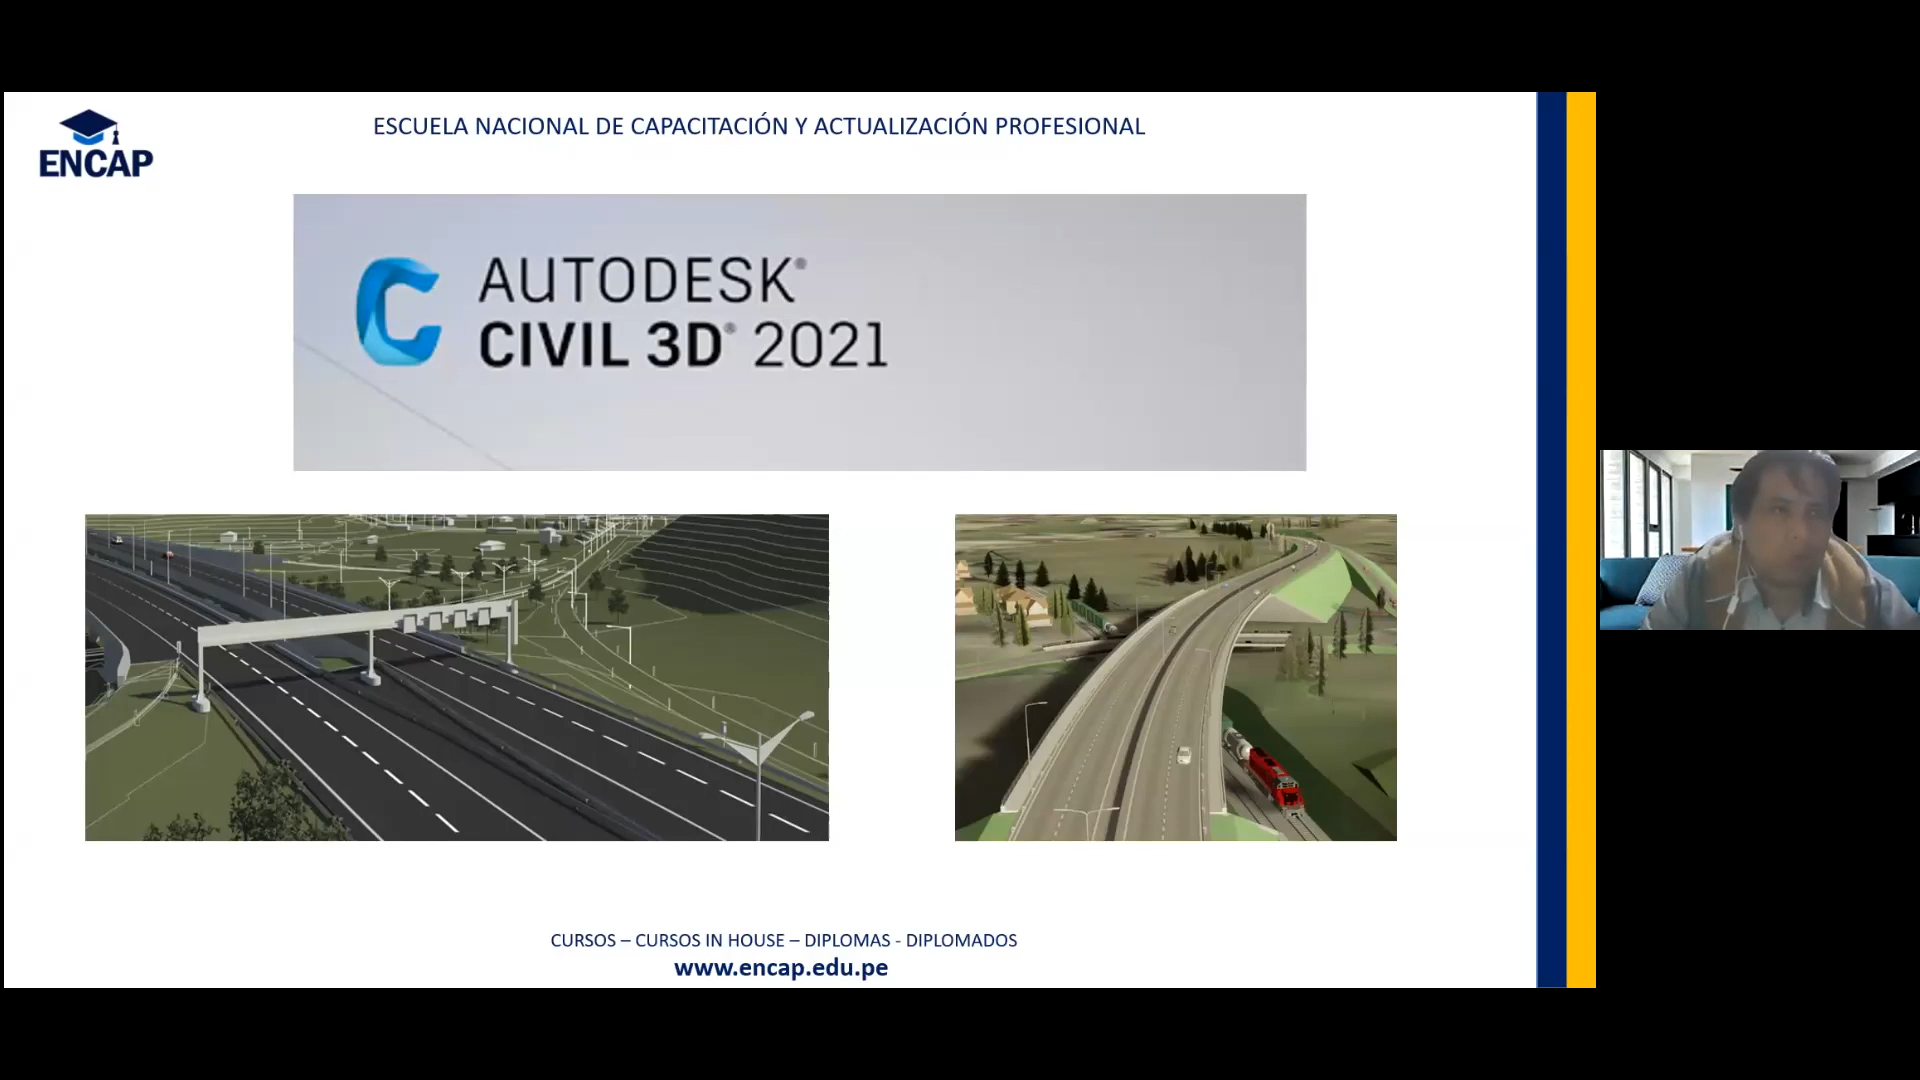 ENCAP
ESCUELA NACIONAL DE CAPACITACIÓN Y ACTUALIZACIÓN PROFESIONAL
AUTODESK®
CIVIL 3D® 2021
CURSOS – CURSOS IN HOUSE – DIPLOMAS - DIPLOMADOS
www.encap.edu.pe